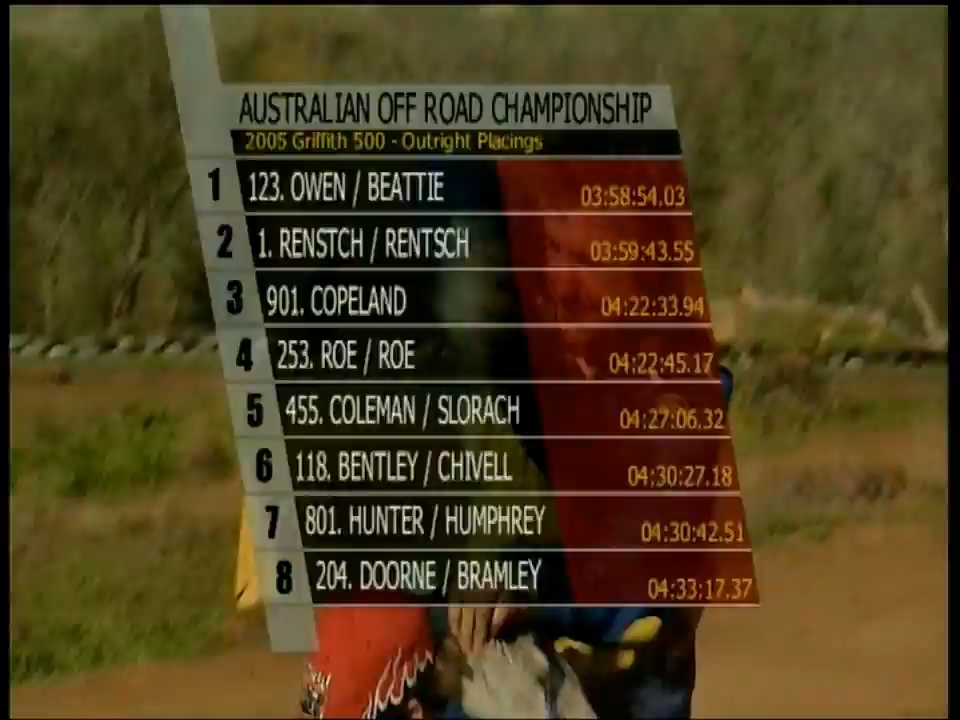 AUSTRALIAN OFF ROAD CHAMPIONSHIP
2005 Griffith 500 - Outright Placings
1 123. OWEN / BEATTIE 03:58:54.03
2 1. RENSTCH / RENTSCH 03:59:43.55
3 901. COPELAND 04:22:33.94
4 253. ROE / ROE 04:22:45.17
5 455. COLEMAN / SLORACH 04:27:06.32
6 118. BENTLEY / CHIVELL 04:30:27.18
7 801. HUNTER / HUMPHREY 04:30:42.51
8 204. DOORNE / BRAMLEY 04:33:17.37